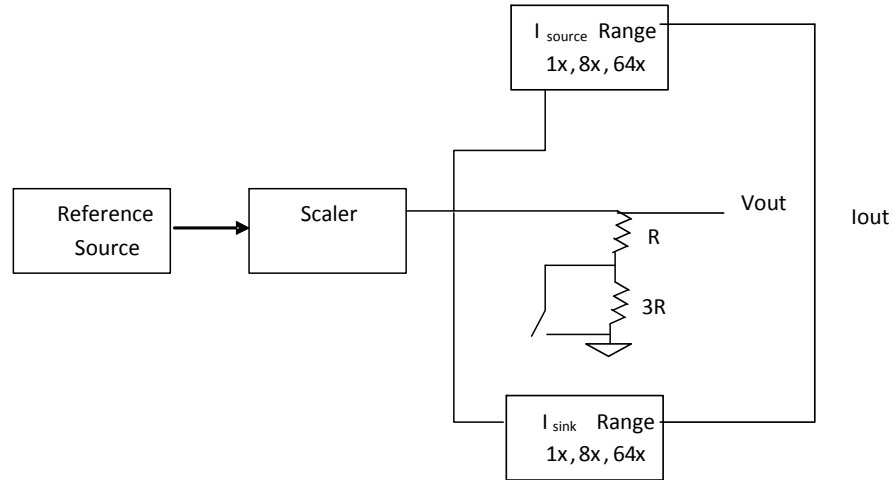 I source Range
1x, 8x, 64x
Reference
Source
Scaler
Vout
Iout
R
3R
I sink Range
1x, 8x, 64x